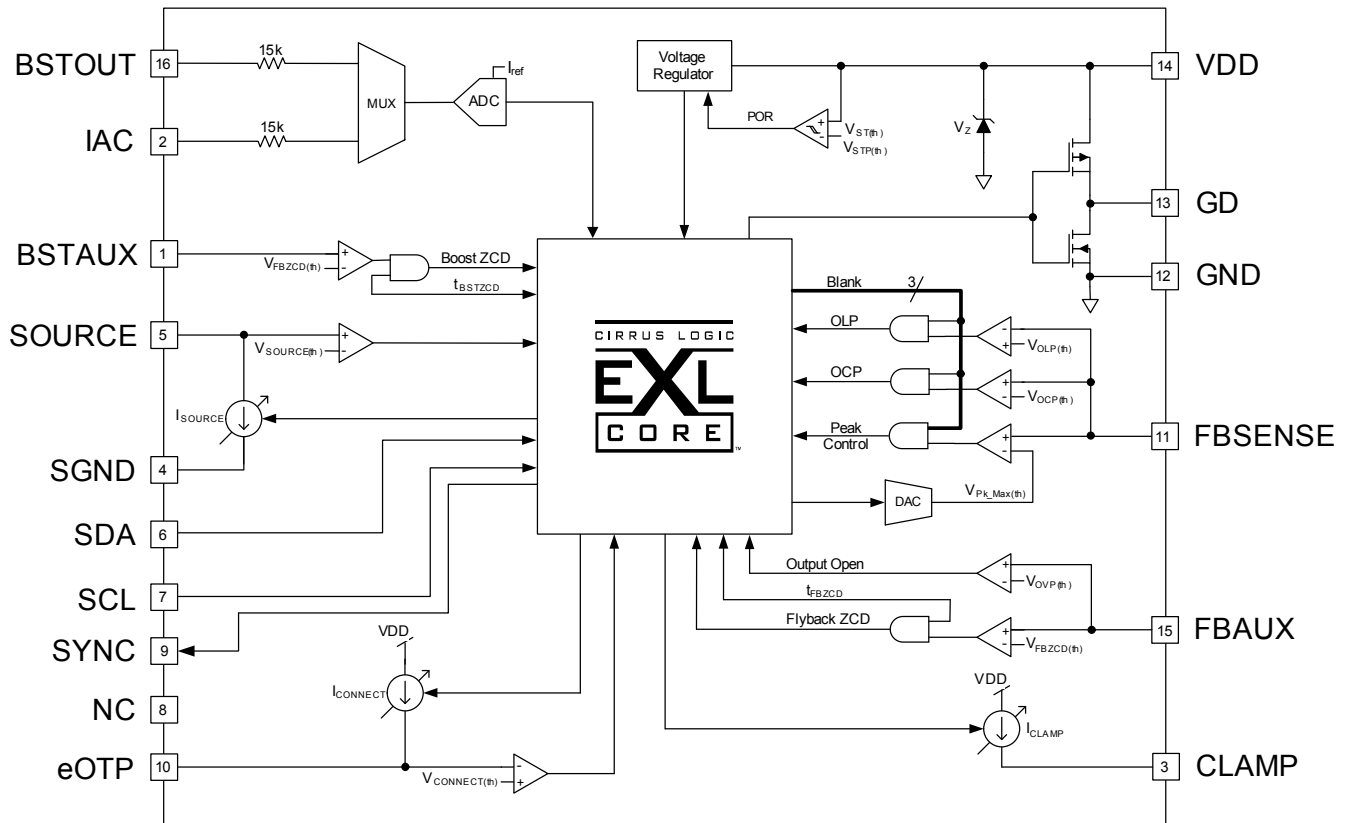 BSTOUT
16
15k
IAC
2
15k
MUX
ADC
Iref
Voltage
Regulator
POR
+
-
VST(th)
VSTP(th)
VZ
14
VDD
13
GD
12
GND
BSTAUX
1
VFBZCD(th)
+
-
Boost ZCD
tBSTZCD
SOURCE
5
VSOURCE(th)
+
-
ISOURCE
SGND
4
SDA
6
SCL
7
SYNC
9
NC
8
eOTP
10
CIRRUS LOGIC
EXL
CORE
™
Blank
3
OLP
-
+
VOLP(th)
OCP
+
-
VOCP(th)
Peak
Control
+
-
11
FBSENSE
DAC
VPk_Max(th)
Output Open
+
-
VOVP(th)
tFBZCD
Flyback ZCD
+
-
VFBZCD(th)
15
FBAUX
VDD
ICONNECT
VCONNECT(th)
-
+
VDD
ICLAMP
3
CLAMP